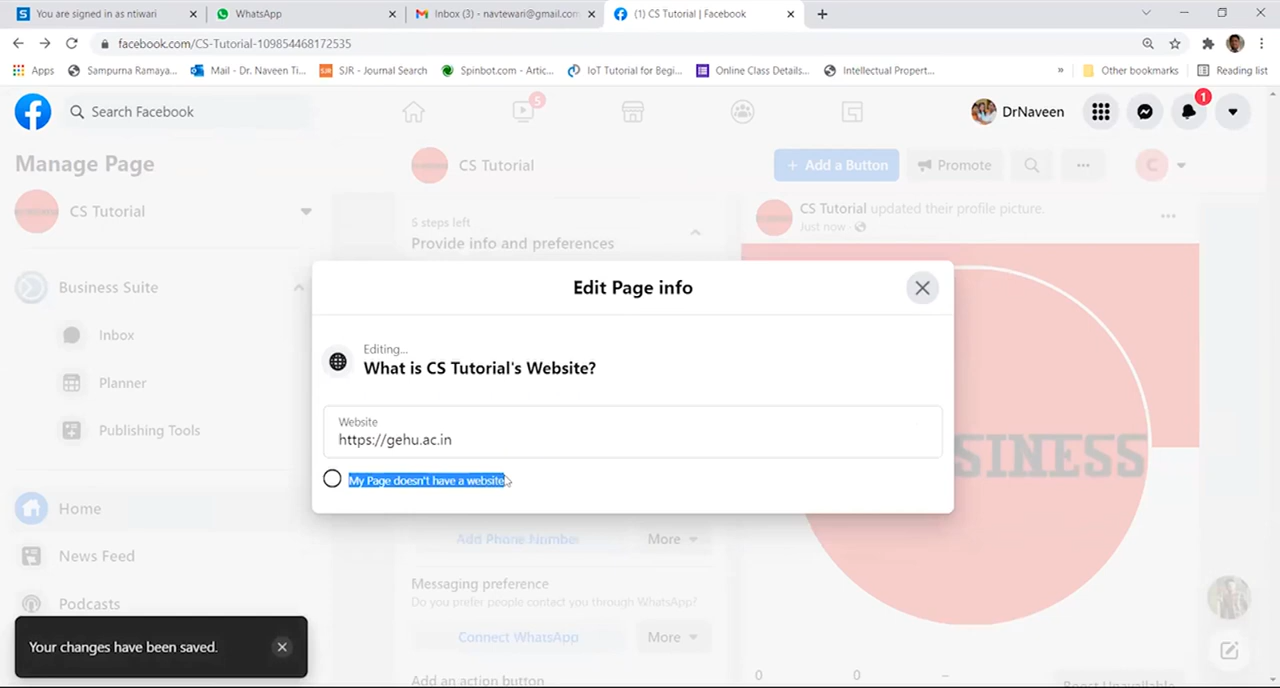 You are signed in as ntiwari
WhatsApp
Inbox (3) - navtewari@gmail.com
(1) CS Tutorial | Facebook
facebook.com/CS-Tutorial-109854468172535
Apps
Sampurna Ramaya...
Mail - Dr. Naveen Ti...
SJR - Journal Search
Spinbot.com - Artic...
IoT Tutorial for Begi...
Online Class Details...
Intellectual Propert...
»
Other bookmarks
Reading list
Search Facebook
5
DrNaveen
1
Manage Page
CS Tutorial
+ Add a Button
Promote
C
CS Tutorial
CS Tutorial updated their profile picture.
Just now
5 steps left
Provide info and preferences
Business Suite
Inbox
Planner
Publishing Tools
Home
News Feed
Podcasts
Edit Page info
Editing...
What is CS Tutorial's Website?
Website
https://gehu.ac.in
My Page doesn't have a website
SINESS
Add Phone Number
More
Messaging preference
Do you prefer people contact you through WhatsApp?
Connect WhatsApp
More
Add an action button
Your changes have been saved.
0
0
–
Boost Unavailable